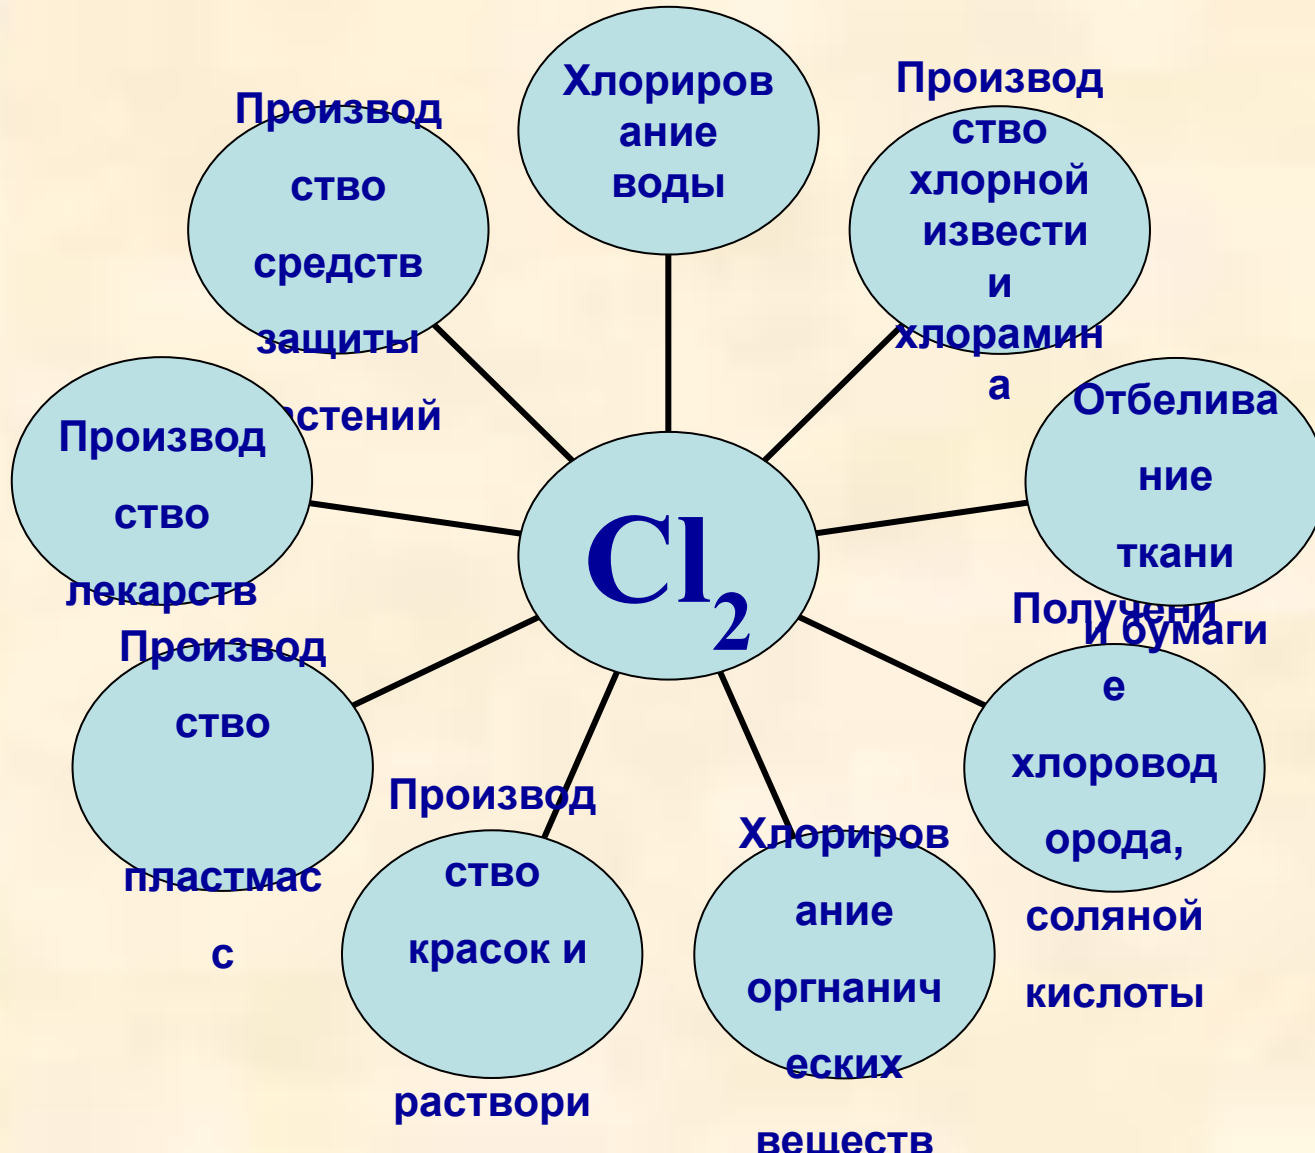 Хлориров
ание
воды
Производ
ство
хлорной
извести
и
хлорамин
а
Отбелива
ние
ткани
и бумаги
Получени
е
хлоровод
орода,
соляной
кислоты
Хлориров
ание
оргнанич
еских
веществ
Производ
ство
красок и
раствори
Производ
ство
пластмас
с
Производ
ство
лекарств
Производ
ство
средств
защиты
астений
Cl₂